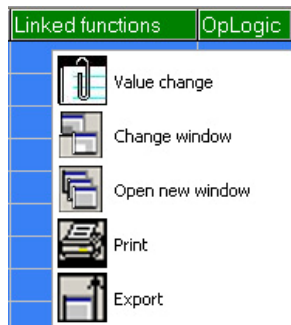 Linked functions OpLogic
Value change
Change window
Open new window
Print
Export